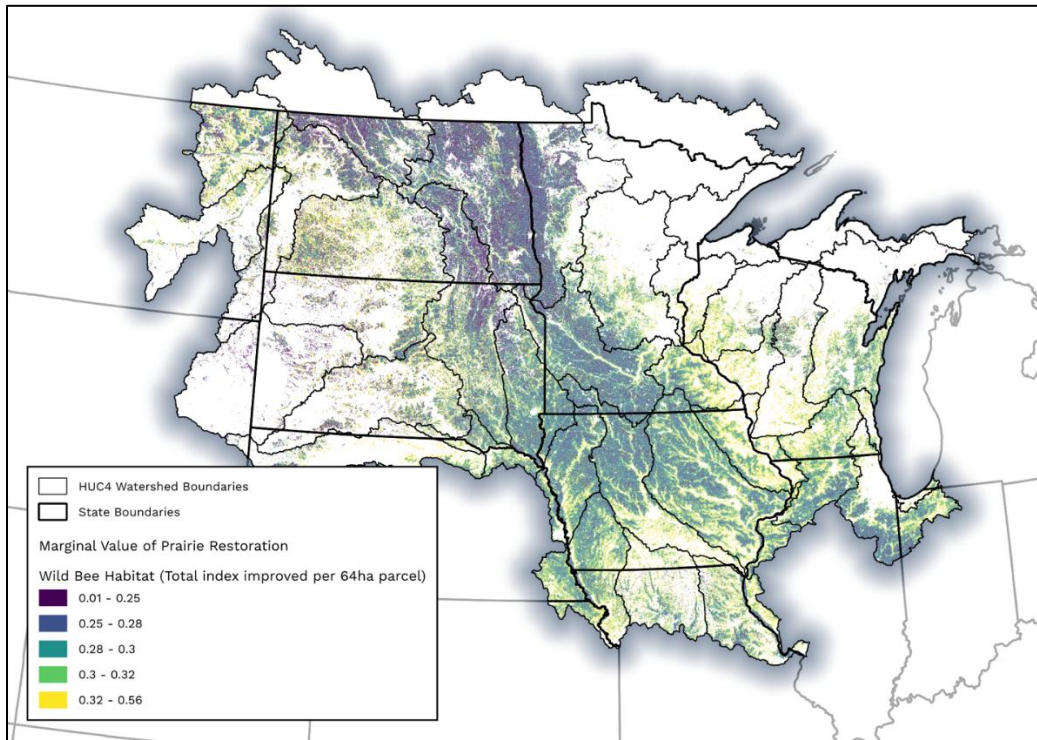 HUC4 Watershed Boundaries
State Boundaries
Marginal Value of Prairie Restoration
Wild Bee Habitat (Total index improved per 64ha parcel)
0.01 - 0.25
0.25 - 0.28
0.28 - 0.3
0.3 - 0.32
0.32 - 0.56